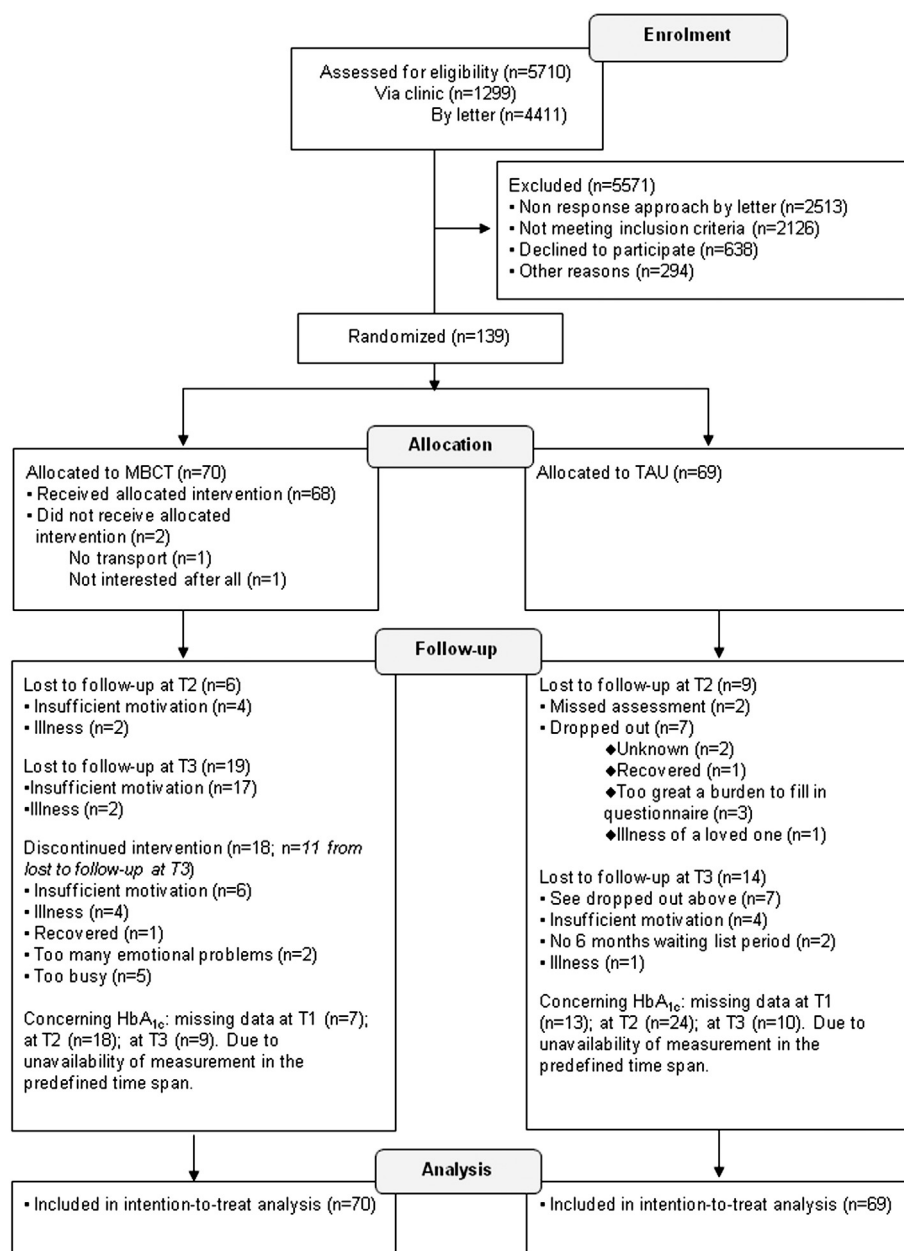 Enrolment
Assessed for eligibility (n=5710)
Via clinic (n=1299)
By letter (n=4411)
Excluded (n=5571)
▪ Non response approach by letter (n=2513)
▪ Not meeting inclusion criteria (n=2126)
▪ Declined to participate (n=638)
▪ Other reasons (n=294)
Randomized (n=139)
Allocation
Allocated to MBCT (n=70)
▪ Received allocated intervention (n=68)
▪ Did not receive allocated
intervention (n=2)
No transport (n=1)
Not interested after all (n=1)
Allocated to TAU (n=69)
Follow-up
Lost to follow-up at T2 (n=6)
▪ Insufficient motivation (n=4)
▪ Illness (n=2)
Lost to follow-up at T3 (n=19)
▪Insufficient motivation (n=17)
▪Illness (n=2)
Discontinued intervention (n=18; n=11 from
lost to follow-up at T3)
▪ Insufficient motivation (n=6)
▪ Illness (n=4)
▪ Recovered (n=1)
▪ Too many emotional problems (n=2)
▪ Too busy (n=5)
Concerning HbA1c: missing data at T1 (n=7);
at T2 (n=18); at T3 (n=9). Due to
unavailability of measurement in the
predefined time span.
Lost to follow-up at T2 (n=9)
▪ Missed assessment (n=2)
▪ Dropped out (n=7)
◆Unknown (n=2)
◆Recovered (n=1)
◆Too great a burden to fill in
questionnaire (n=3)
◆Illness of a loved one (n=1)
Lost to follow-up at T3 (n=14)
▪ See dropped out above (n=7)
▪ Insufficient motivation (n=4)
▪ No 6 months waiting list period (n=2)
▪ Illness (n=1)
Concerning HbA1c: missing data at T1
(n=13); at T2 (n=24); at T3 (n=10). Due to
unavailability of measurement in the
predefined time span.
Analysis
▪ Included in intention-to-treat analysis (n=70)
▪ Included in intention-to-treat analysis (n=69)